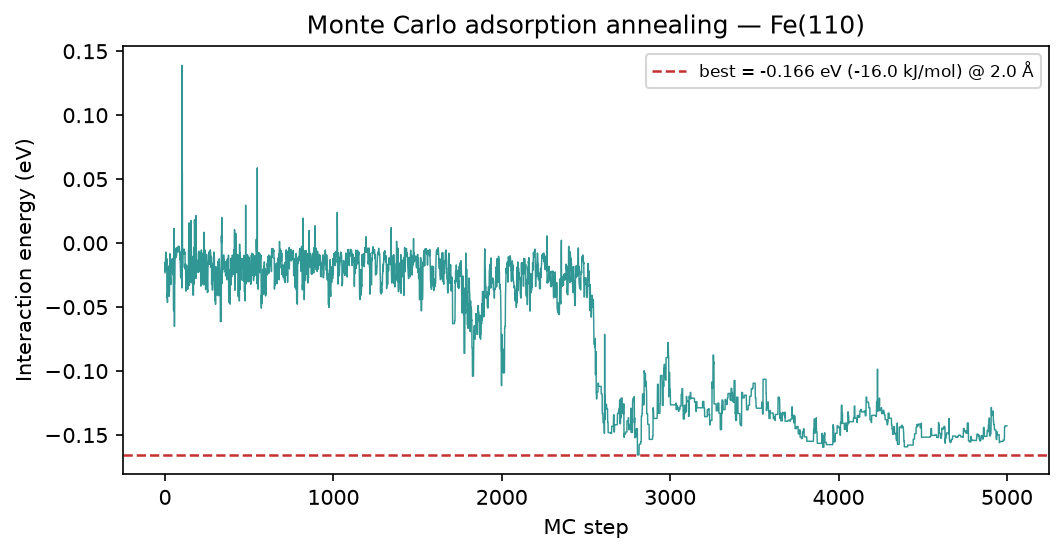 Monte Carlo adsorption annealing — Fe(110)
best = -0.166 eV (-16.0 kJ/mol) @ 2.0 Å
Interaction energy (eV)
0.15
0.10
0.05
0.00
−0.05
−0.10
−0.15
0 1000 2000 3000 4000 5000
MC step